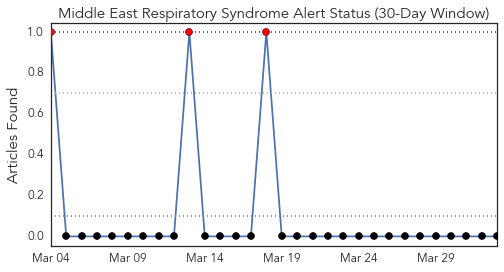 Middle East Respiratory Syndrome Alert Status (30-Day Window)
Articles Found
1.0
0.8
0.6
0.4
0.2
0.0
Mar 04 Mar 09 Mar 14 Mar 19 Mar 24 Mar 29